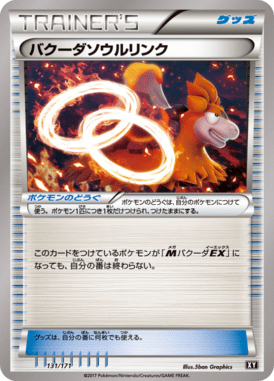 TRAINER'S グッズ
バクーダソウルリンク
ポケモンのどうぐ
ポケモンのどうぐは、自分のポケモンにつけて
使う。ポケモン1匹につき1枚だけつけられ、つけたままにする。
このカードをつけているポケモンが「MバクーダEX」に
なっても、自分の番は終わらない。
グッズは、自分の番に何枚でも使える。
131/171
Illus. 5ban Graphics
XY
©2017 Pokémon/Nintendo/Creatures/GAME FREAK.